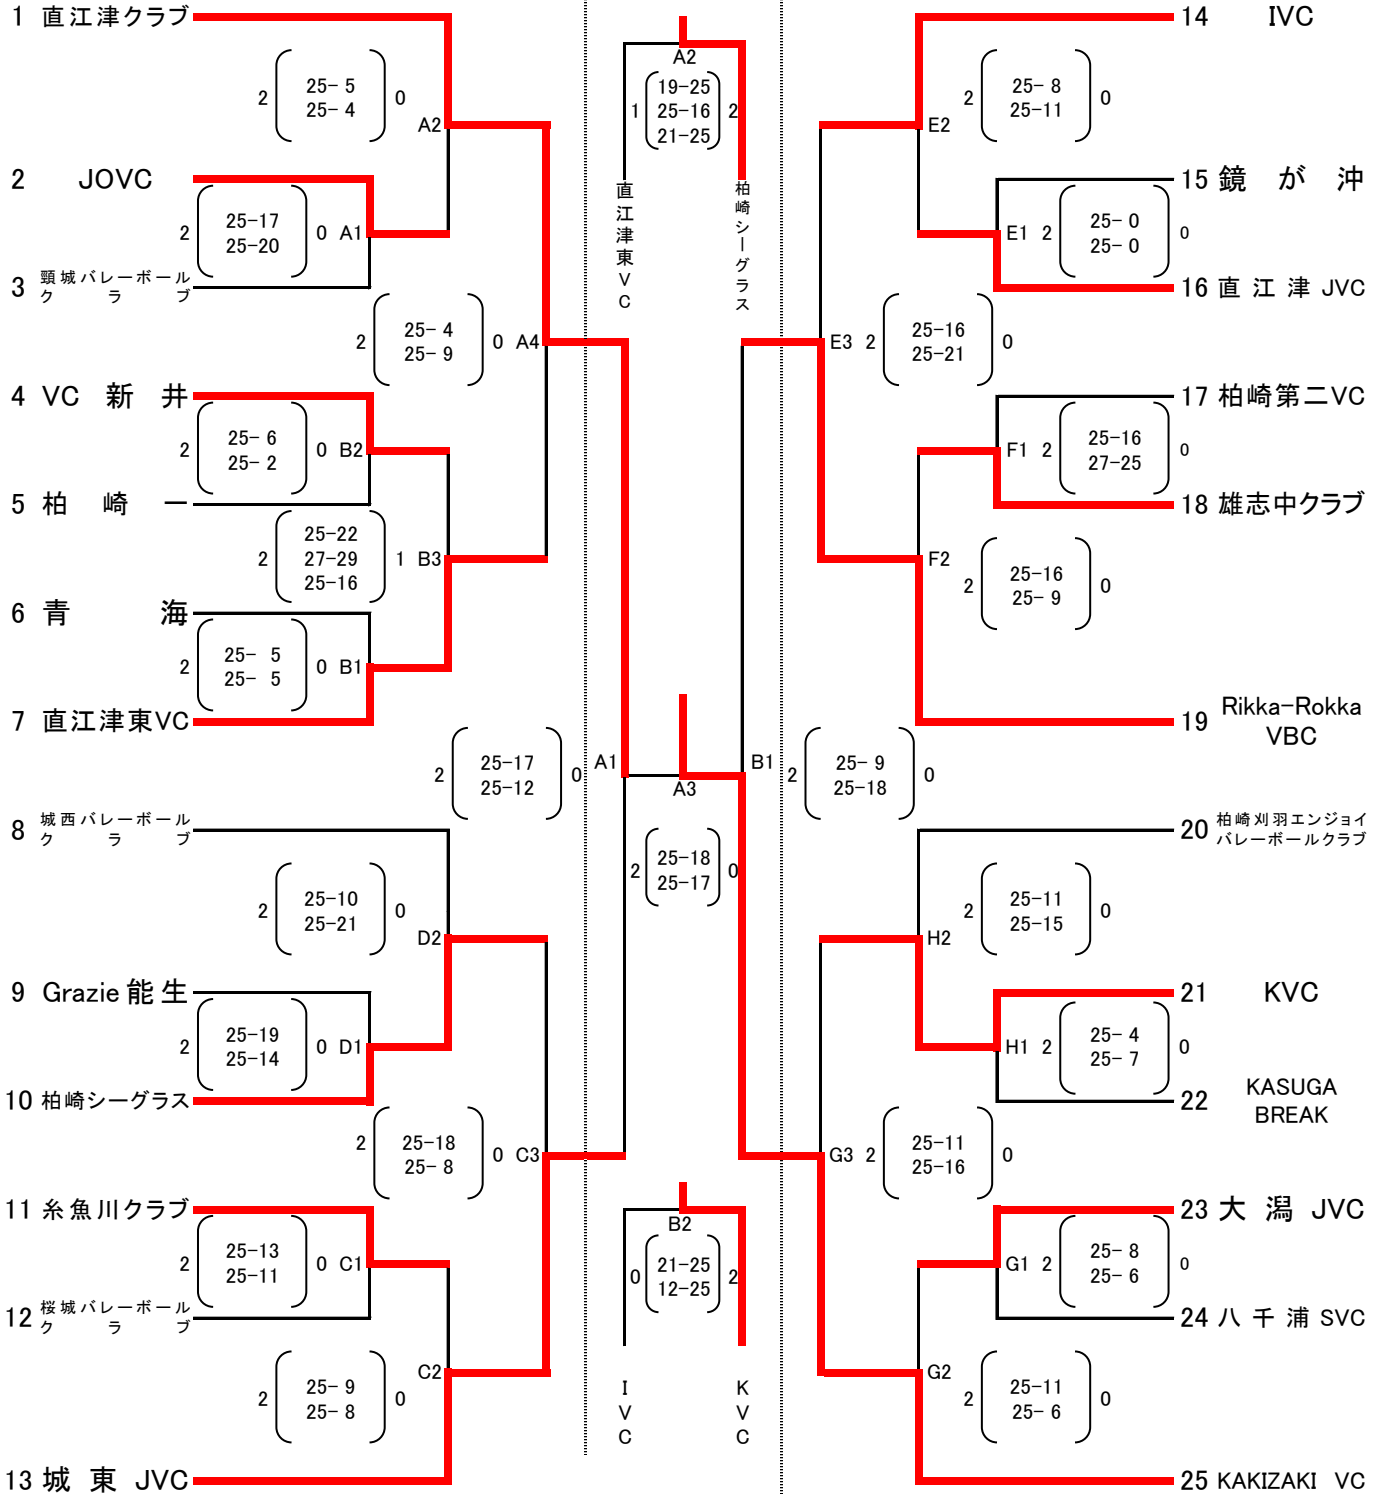 1 直江津クラブ
2 25- 5 0
25- 4
A2
2 JOVC
2 25-17 0 A1
25-20
3 頸城バレーボール
クラブ
2 25- 4 0 A4
25- 9
4 VC 新井
2 25- 6 0 B2
25- 2
5 柏崎一
2 25-22 1 B3
27-29
25-16
6 青海
2 25- 5 0 B1
25- 5
7 直江津東VC
2 25-17 0 A1
25-12
8 城西バレーボール
クラブ
2 25-10 0
25-21
D2
9 Grazie 能生
2 25-19 0 D1
25-14
10 柏崎シーグラス
2 25-18 0 C3
25- 8
11 糸魚川クラブ
2 25-13 0 C1
25-11
12 桜城バレーボール
クラブ
C2
2 25- 9 0
25- 8
13 城東 JVC
A2
1 19-25 2
25-16
21-25
直江津東VC
柏崎シーグラス
A3
2 25-18 0
25-17
B2
0 21-25 2
12-25
IVC
KVC
14 IVC
2 25- 8 0
25-11
E2
15 鏡が沖
E1 2 25- 0 0
25- 0
16 直江津 JVC
E3 2 25-16 0
25-21
17 柏崎第二VC
F1 2 25-16 0
27-25
18 雄志中クラブ
F2
2 25-16 0
25- 9
19 Rikka-Rokka
VBC
B1 2 25- 9 0
25-18
20 柏崎刈羽エンジョイ
バレーボールクラブ
2 25-11 0
25-15
H2
21 KVC
H1 2 25- 4 0
25- 7
22 KASUGA
BREAK
G3 2 25-11 0
25-16
23 大潟 JVC
G1 2 25- 8 0
25- 6
24 八千浦 SVC
G2
2 25-11 0
25- 6
25 KAKIZAKI VC